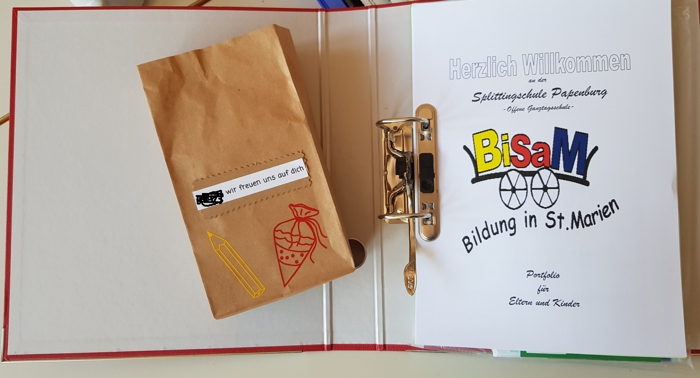 wir freuen uns auf dich
Herzlich Willkommen
an der
Splittingschule Papenburg
-Offene Ganztagsschule-
BiSaM
Bildung in St. Marien
Portfolio
für
Eltern und Kinder